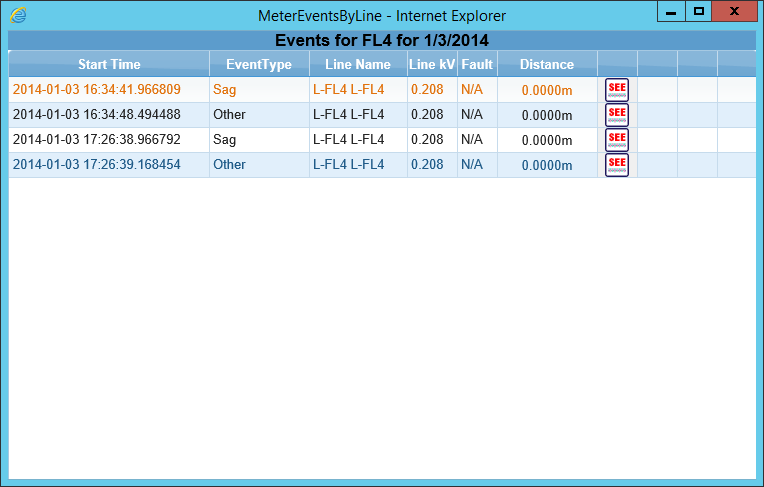 MeterEventsByLine - Internet Explorer
Events for FL4 for 1/3/2014
Start Time EventType Line Name Line kV Fault Distance
2014-01-03 16:34:41.966809 Sag L-FL4 L-FL4 0.208 N/A 0.0000m SEE
2014-01-03 16:34:48.494488 Other L-FL4 L-FL4 0.208 N/A 0.0000m SEE
2014-01-03 17:26:38.966792 Sag L-FL4 L-FL4 0.208 N/A 0.0000m SEE
2014-01-03 17:26:39.168454 Other L-FL4 L-FL4 0.208 N/A 0.0000m SEE